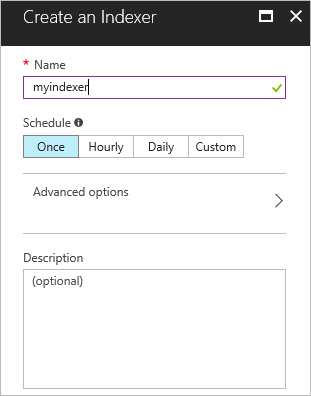 Create an Indexer
* Name
myindexer
Schedule
Once Hourly Daily Custom
Advanced options
Description
(optional)